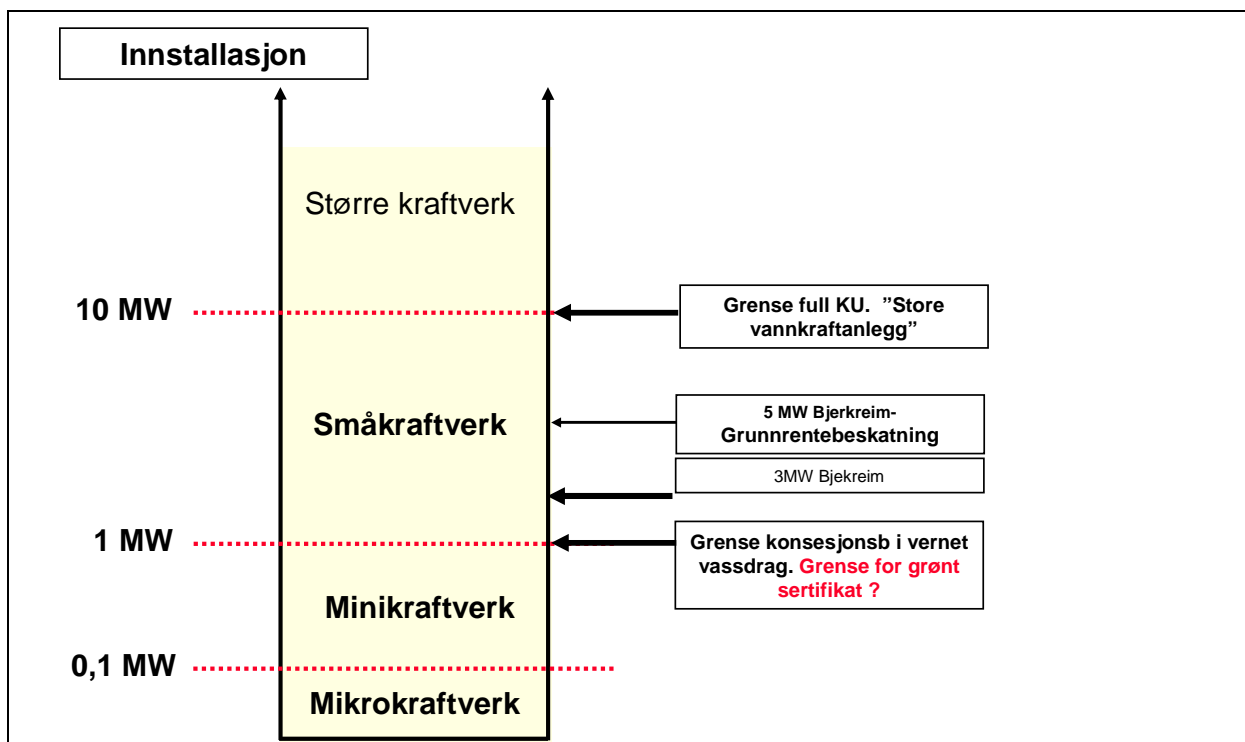 Innstallasjon
Større kraftverk
10 MW
Grense full KU. ”Store
vannkraftanlegg”
Småkraftverk
5 MW Bjerkreim-
Grunnrentebeskatning
3MW Bjekreim
1 MW
Grense konsesjonsb i vernet
vassdrag. Grense for grønt
sertifikat ?
Minikraftverk
0,1 MW
Mikrokraftverk